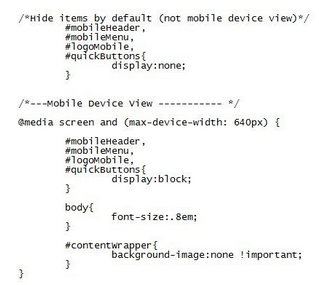 /*Hide items by default (not mobile device view)*/
#mobileHeader,
#mobileMenu,
#logoMobile,
#quickButtons{
display:none;
}
/*---Mobile Device View ----------- */
@media screen and (max-device-width: 640px) {
#mobileHeader,
#mobileMenu,
#logoMobile,
#quickButtons{
display:block;
}
body{
font-size:.8em;
}
#contentWrapper{
background-image:none !important;
}
}